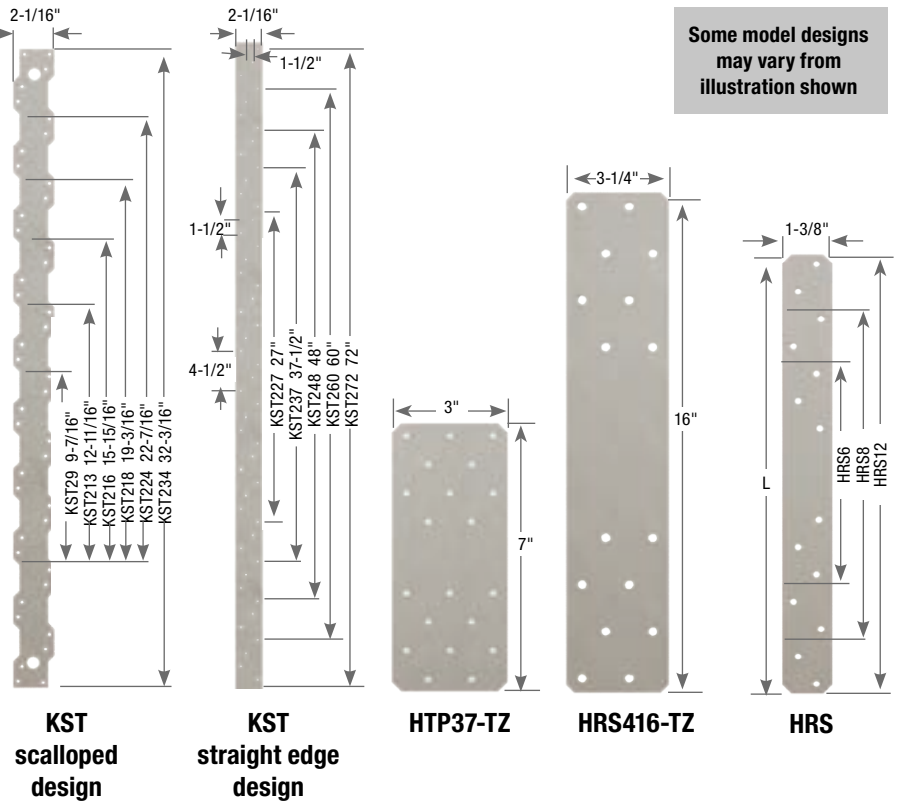 2-1/16"
2-1/16"
1-1/2"
Some model designs
may vary from
illustration shown
3-1/4"
1-1/2"
1-3/8"
4-1/2"
KST29 9-7/16"
KST213 12-11/16"
KST216 15-15/16"
KST218 19-3/16"
KST224 22-7/16"
KST234 32-3/16"
KST227 27"
KST237 37-1/2"
KST248 48"
KST260 60"
KST272 72"
3"
7"
16"
L
HRS6
HRS8
HRS12
KST
scalloped
design
KST
straight edge
design
HTP37-TZ
HRS416-TZ
HRS